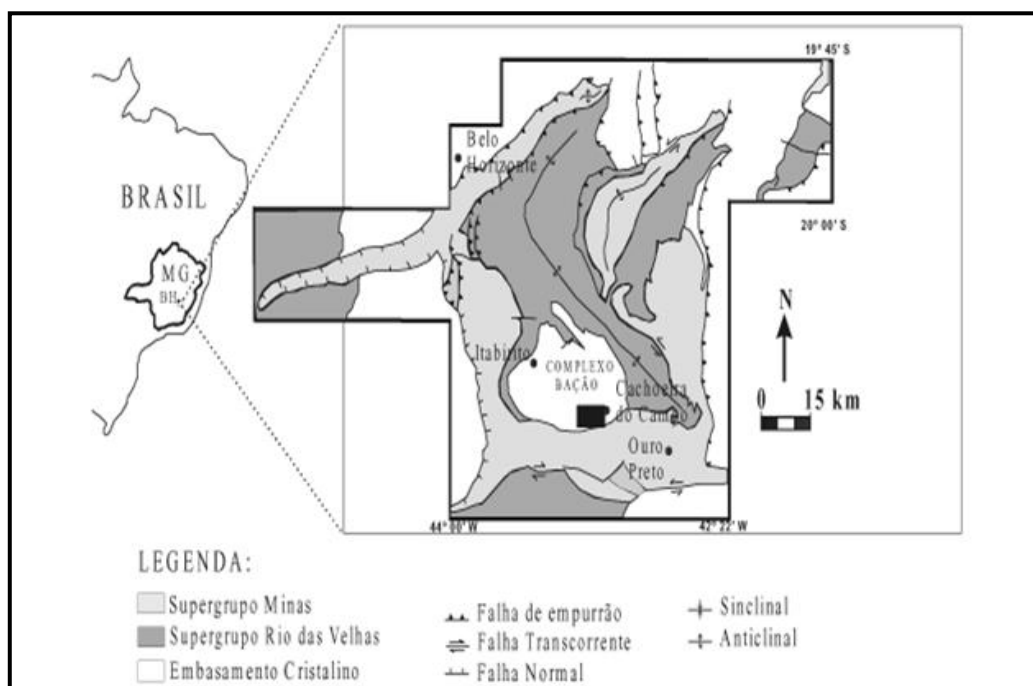 19° 45' S
Belo
Horizonte
BRASIL
20° 00' S
MG
BH
N
Itabirito
COMPLEXO
BAÇÃO
Cachoeira
do Campo
0 15 km
Ouro
Preto
44° 00' W
42° 22' W
LEGENDA:
Supergrupo Minas
Supergrupo Rio das Velhas
Embasamento Cristalino
Falha de empurrão
Falha Transcorrente
Falha Normal
Sinclinal
Anticlinal